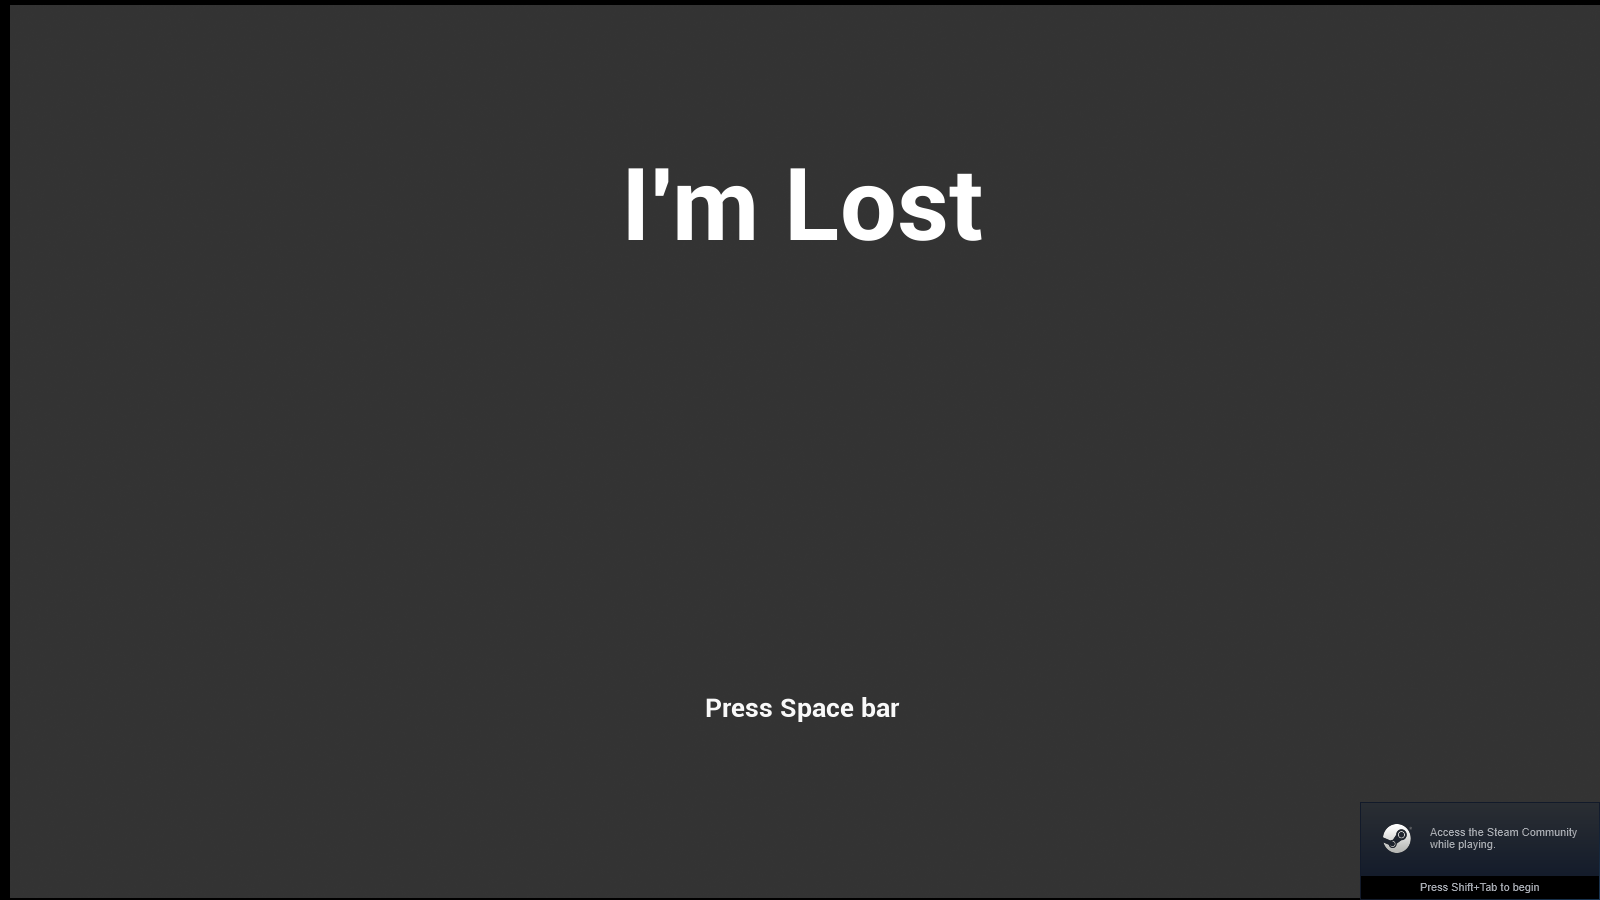 I'm Lost
Press Space bar
Access the Steam Community
while playing.
Press Shift+Tab to begin